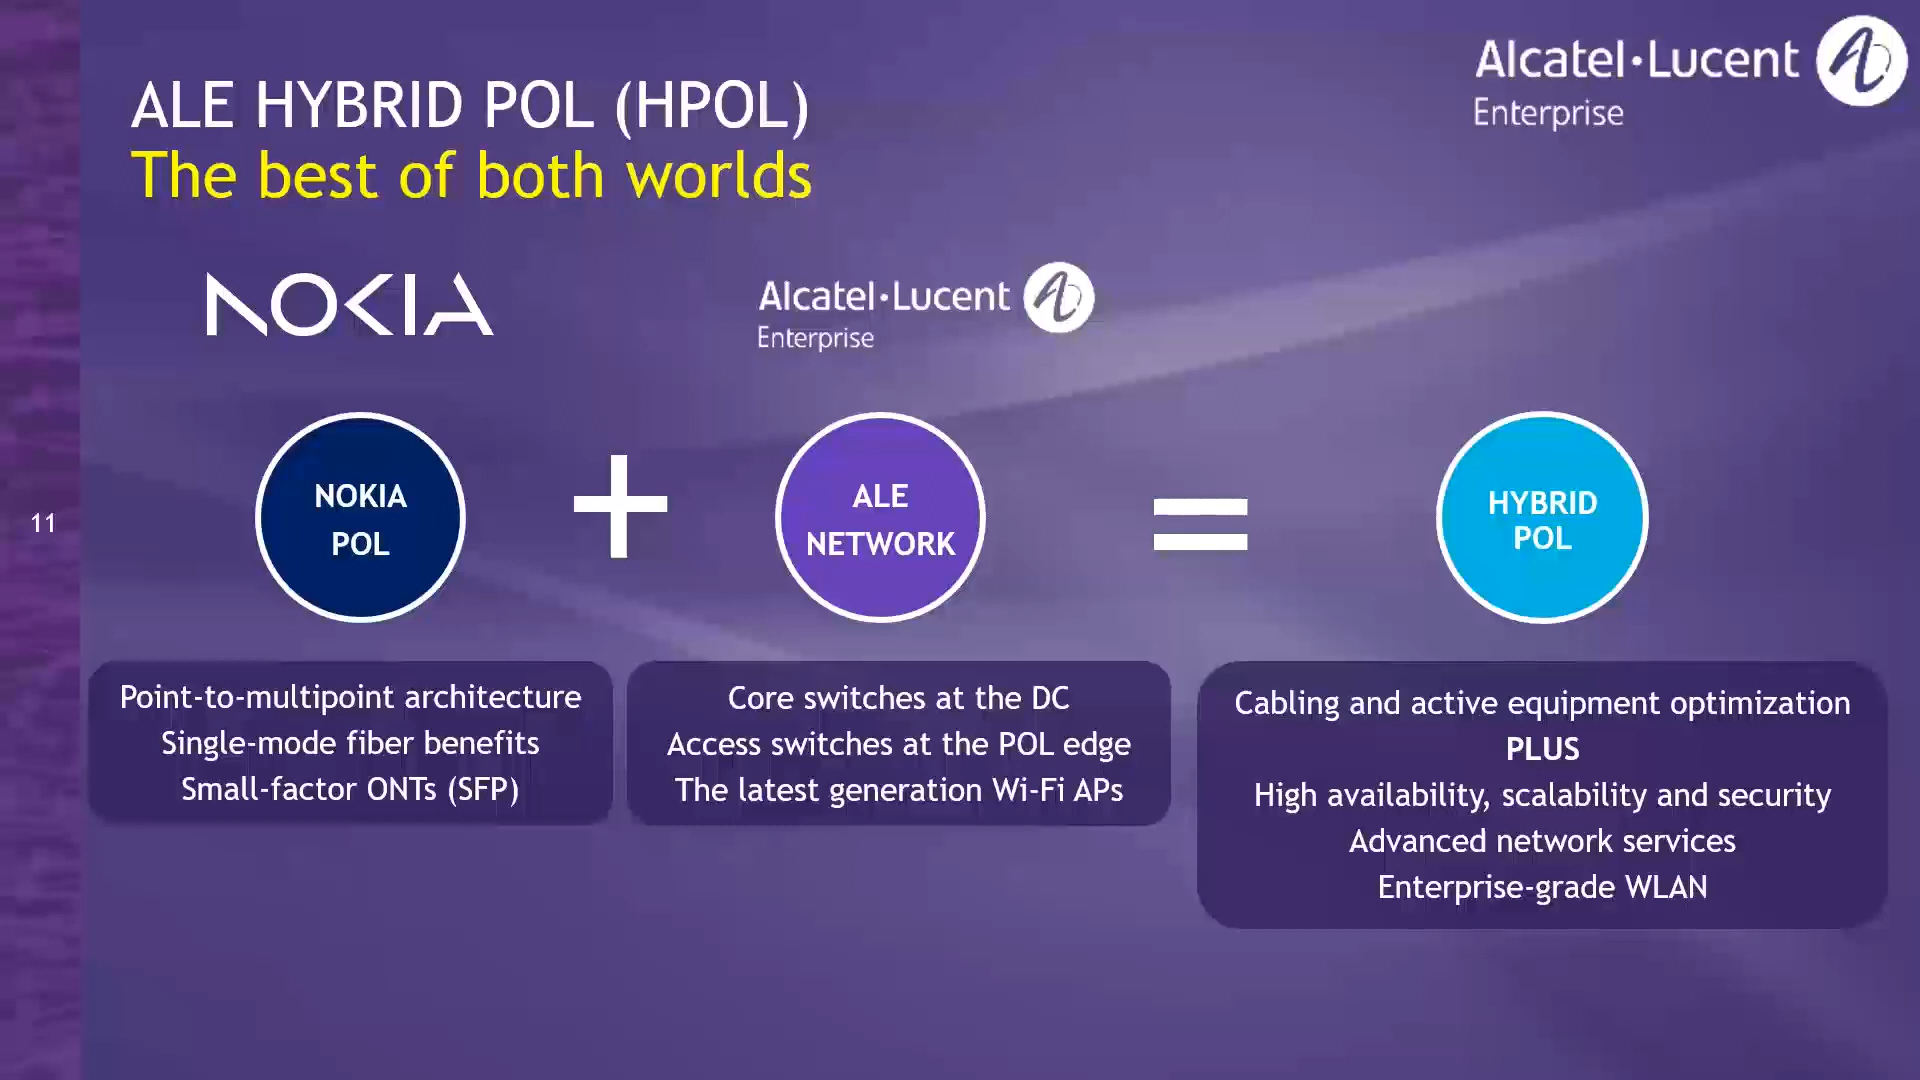 Alcatel·Lucent
Enterprise
ALE HYBRID POL (HPOL)
The best of both worlds
NOKIA
Alcatel·Lucent
Enterprise
NOKIA
POL
+
ALE
NETWORK
=
HYBRID
POL
11
Point-to-multipoint architecture
Single-mode fiber benefits
Small-factor ONTs (SFP)
Core switches at the DC
Access switches at the POL edge
The latest generation Wi-Fi APs
Cabling and active equipment optimization
PLUS
High availability, scalability and security
Advanced network services
Enterprise-grade WLAN